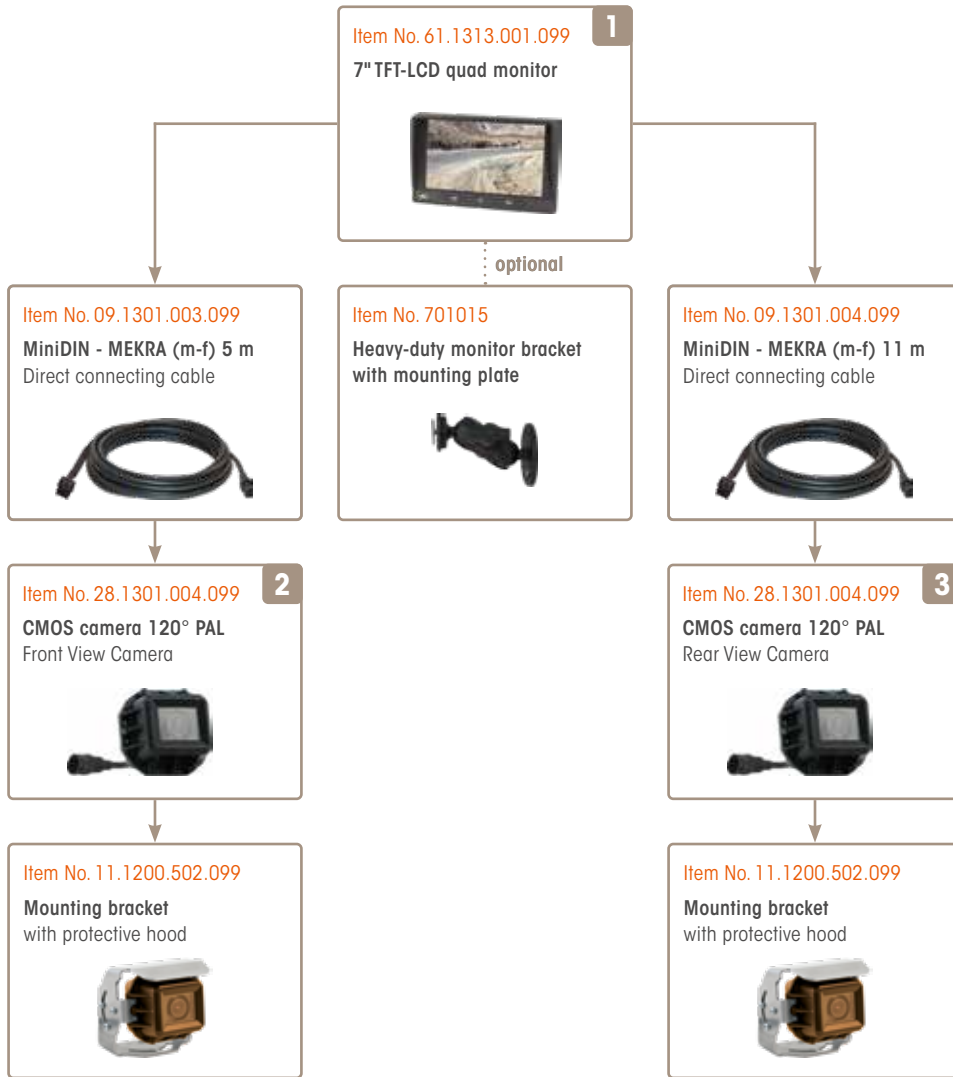 Item No. 61.1313.001.099
1
7" TFT-LCD quad monitor
optional
Item No. 09.1301.003.099
MiniDIN - MEKRA (m-f) 5 m
Direct connecting cable
Item No. 701015
Heavy-duty monitor bracket
with mounting plate
Item No. 09.1301.004.099
MiniDIN - MEKRA (m-f) 11 m
Direct connecting cable
Item No. 28.1301.004.099
2
CMOS camera 120° PAL
Front View Camera
Item No. 28.1301.004.099
3
CMOS camera 120° PAL
Rear View Camera
Item No. 11.1200.502.099
Mounting bracket
with protective hood
Item No. 11.1200.502.099
Mounting bracket
with protective hood